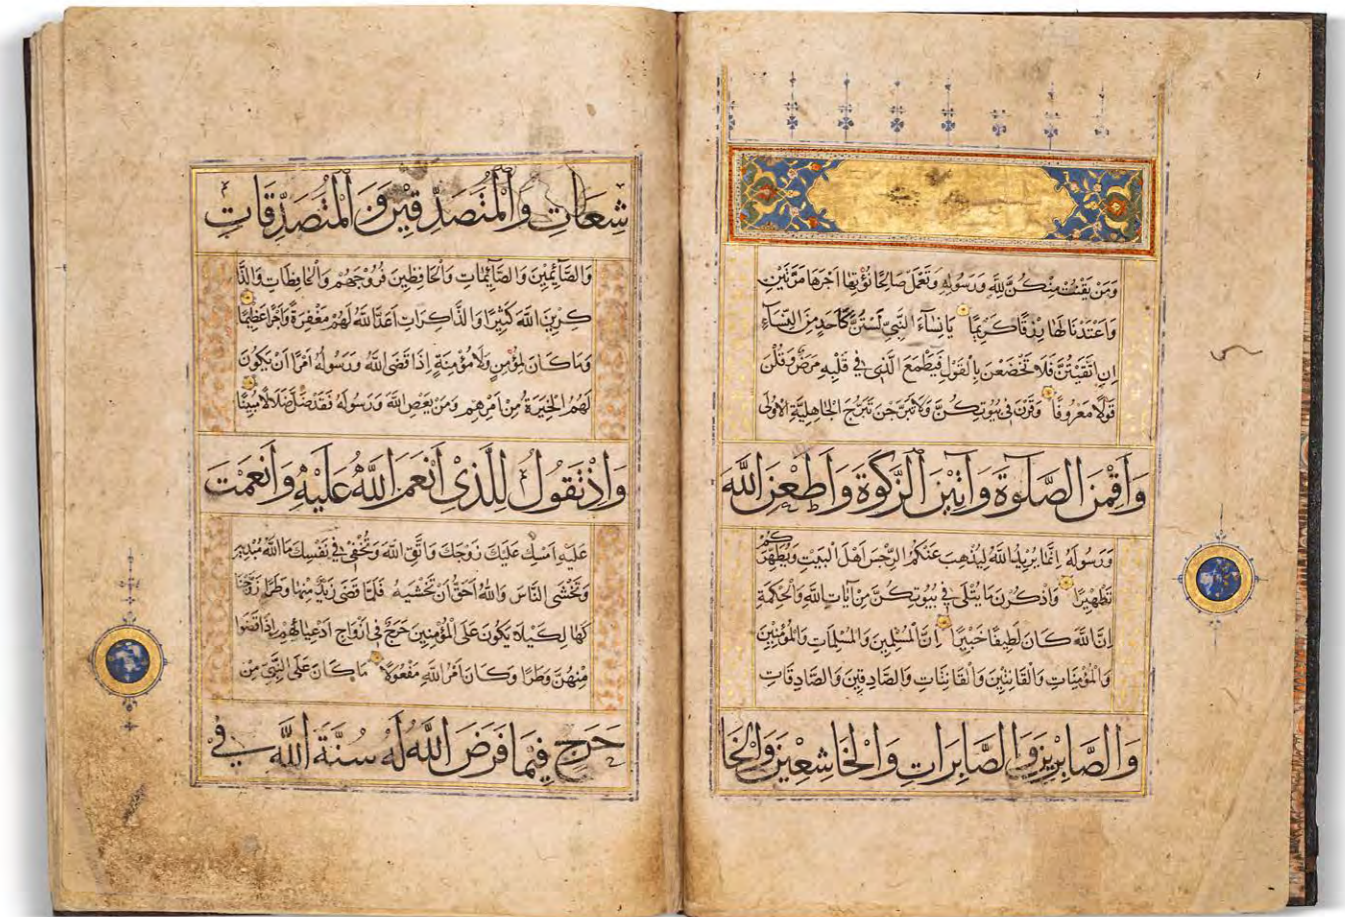 وَمَنْ يَقْنُتْ مِنْكُنَّ لِلَّهِ وَرَسُولِهِ وَتَعْمَلْ صَالِحًا نُؤْتِهَا اَجْرَهَا مَرَّتَيْنِ
وَاَعْتَدْنَا لَهَا رِزْقًا كَرِيمًا يَانِسَاءَ النَّبِيِّ لَسْتُنَّ كَاَحَدٍ مِنَ النِّسَاءِ
اِنِ اتَّقَيْتُنَّ فَلَا تَخْضَعْنَ بِالْقَوْلِ فَيَطْمَعَ الَّذِي فِي قَلْبِهِ مَرَضٌ وَقُلْنَ
قَوْلًا مَعْرُوفًا وَقَرْنَ فِي بُيُوتِكُنَّ وَلَا تَبَرَّجْنَ تَبَرُّجَ الْجَاهِلِيَّةِ الْاُولَى
وَاَقِمْنَ الصَّلٰوةَ وَاٰتِيْنَ الزَّكٰوةَ وَاَطِعْنَ اللّٰهَ
وَرَسُولَهُ اِنَّمَا يُرِيدُ اللَّهُ لِيُذْهِبَ عَنْكُمُ الرِّجْسَ اَهْلَ الْبَيْتِ وَيُطَهِّرَكُمْ
تَطْهِيرًا وَاذْكُرْنَ مَا يُتْلَى فِي بُيُوتِكُنَّ مِنْ اٰيَاتِ اللَّهِ وَالْحِكْمَةِ
اِنَّ اللَّهَ كَانَ لَطِيفًا خَبِيرًا اِنَّ الْمُسْلِمِينَ وَالْمُسْلِمَاتِ وَالْمُؤْمِنِينَ
وَالْمُؤْمِنَاتِ وَالْقَانِتِينَ وَالْقَانِتَاتِ وَالصَّادِقِينَ وَالصَّادِقَاتِ
وَالصَّابِرِينَ وَالصَّابِرَاتِ وَالْخَاشِعِينَ وَالْخَا
شِعَاتِ وَالْمُتَصَدِّقِينَ وَالْمُتَصَدِّقَاتِ
وَالصَّائِمِينَ وَالصَّائِمَاتِ وَالْحَافِظِينَ فُرُوجَهُمْ وَالْحَافِظَاتِ وَالذَّا
كِرِينَ اللَّهَ كَثِيرًا وَالذَّاكِرَاتِ اَعَدَّ اللَّهُ لَهُمْ مَغْفِرَةً وَاَجْرًا عَظِيمًا
وَمَا كَانَ لِمُؤْمِنٍ وَلَا مُؤْمِنَةٍ اِذَا قَضَى اللَّهُ وَرَسُولُهُ اَمْرًا اَنْ يَكُونَ
لَهُمُ الْخِيَرَةُ مِنْ اَمْرِهِمْ وَمَنْ يَعْصِ اللَّهَ وَرَسُولَهُ فَقَدْ ضَلَّ ضَلَالًا مُبِينًا
وَاِذْ تَقُولُ لِلَّذِي اَنْعَمَ اللّٰهُ عَلَيْهِ وَاَنْعَمْتَ
عَلَيْهِ اَمْسِكْ عَلَيْكَ زَوْجَكَ وَاتَّقِ اللَّهَ وَتُخْفِي فِي نَفْسِكَ مَا اللَّهُ مُبْدِيهِ
وَتَخْشَى النَّاسَ وَاللَّهُ اَحَقُّ اَنْ تَخْشٰيهُ فَلَمَّا قَضَى زَيْدٌ مِنْهَا وَطَرًا زَوَّجْنَا
كَهَا لِكَيْلَا يَكُونَ عَلَى الْمُؤْمِنِينَ حَرَجٌ فِي اَزْوَاجِ اَدْعِيَائِهِمْ اِذَا قَضَوْا
مِنْهُنَّ وَطَرًا وَكَانَ اَمْرُ اللَّهِ مَفْعُولًا مَا كَانَ عَلَى النَّبِيِّ مِنْ
حَرَجٍ فِيمَا فَرَضَ اللّٰهُ لَهُ سُنَّةَ اللّٰهِ فِي